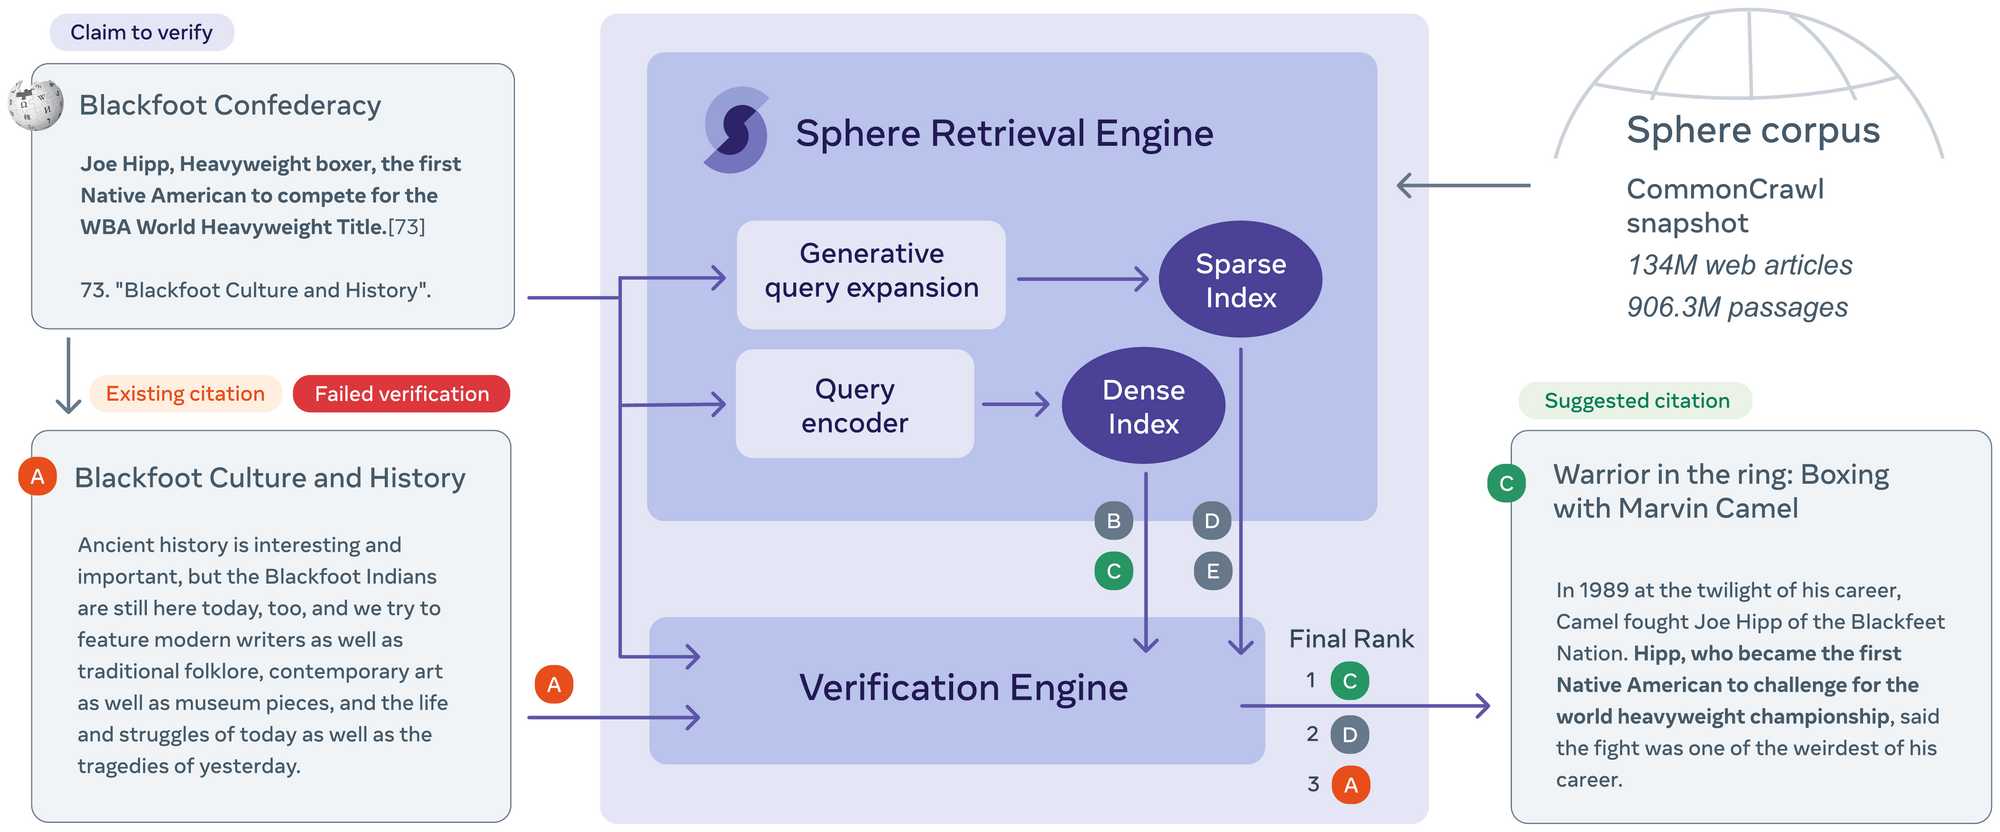 Claim to verify
Blackfoot Confederacy
Joe Hipp, Heavyweight boxer, the first
Native American to compete for the
WBA World Heavyweight Title.[73]
73. "Blackfoot Culture and History".
Existing citation
Failed verification
A
Blackfoot Culture and History
Ancient history is interesting and
important, but the Blackfoot Indians
are still here today, too, and we try to
feature modern writers as well as
traditional folklore, contemporary art
as well as museum pieces, and the life
and struggles of today as well as the
tragedies of yesterday.
A
Sphere Retrieval Engine
Generative
query expansion
Sparse
Index
Query
encoder
Dense
Index
B
D
C
E
Verification Engine
Final Rank
1 C
2 D
3 A
Sphere corpus
CommonCrawl
snapshot
134M web articles
906.3M passages
Suggested citation
C
Warrior in the ring: Boxing
with Marvin Camel
In 1989 at the twilight of his career,
Camel fought Joe Hipp of the Blackfeet
Nation. Hipp, who became the first
Native American to challenge for the
world heavyweight championship, said
the fight was one of the weirdest of his
career.